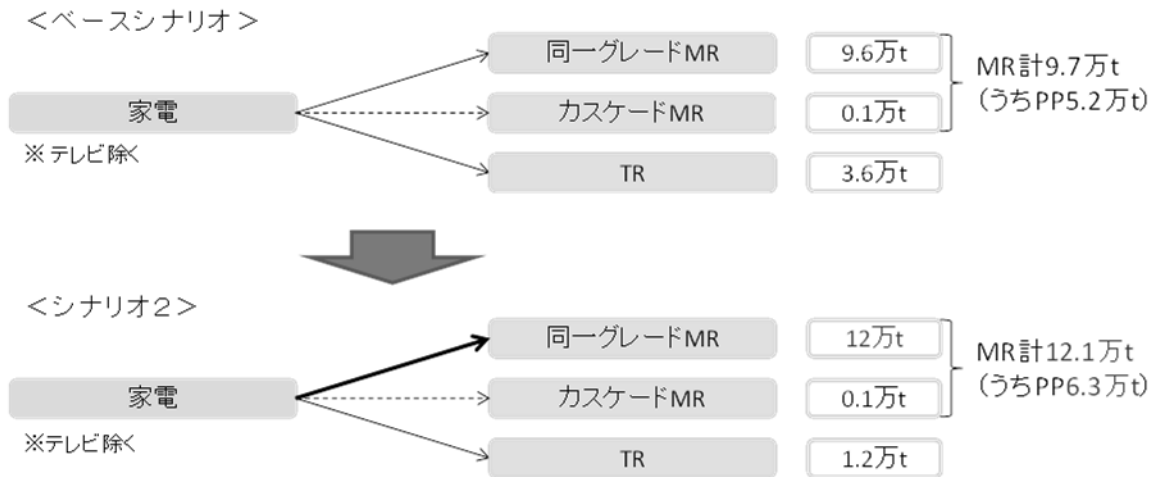 ＜ベースシナリオ＞
同一グレードMR
9.6万t
MR計9.7万t
（うちPP5.2万t）
家電
カスケードMR
0.1万t
※テレビ除く
TR
3.6万t
＜シナリオ２＞
同一グレードMR
12万t
MR計12.1万t
（うちPP6.3万t）
家電
カスケードMR
0.1万t
※テレビ除く
TR
1.2万t